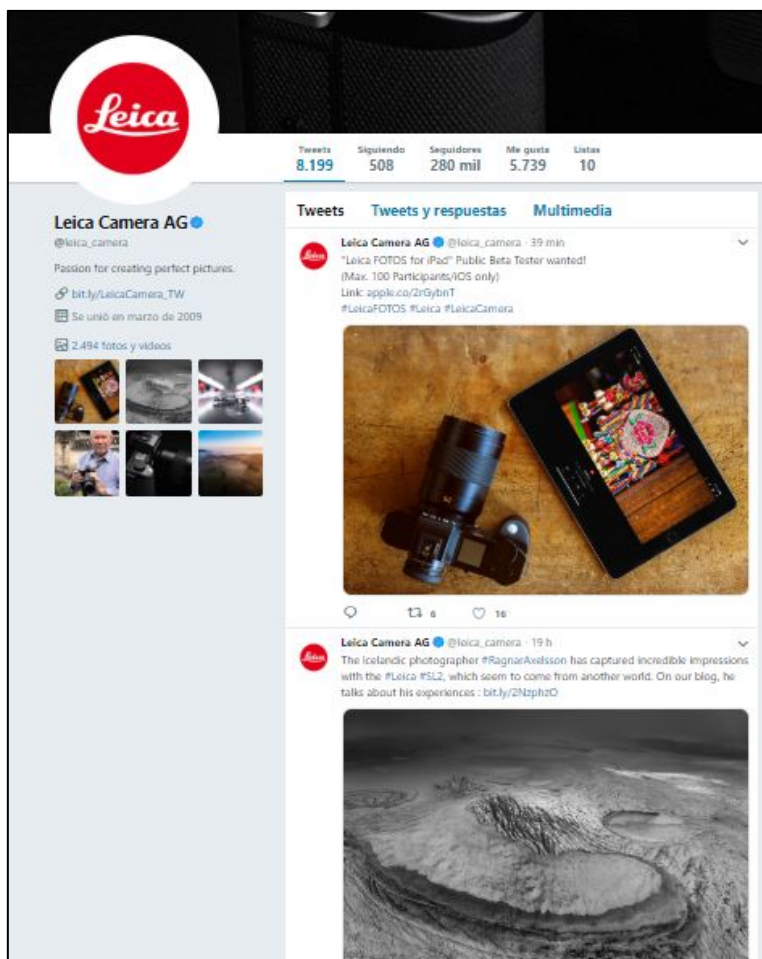 Leica
Tweets Siguiendo Seguidores Me gusta Listas
8.199 508 280 mil 5.739 10
Leica Camera AG
@leica_camera
Passion for creating perfect pictures.
bit.ly/LeicaCamera_TW
Se unió en marzo de 2009
2.494 fotos y videos
Tweets Tweets y respuestas Multimedia
Leica Camera AG @leica_camera · 39 min
"Leica FOTOS for iPad" Public Beta Tester wanted!
(Max. 100 Participants/iOS only)
Link: apple.co/2rGybnT
#LeicaFOTOS #Leica #LeicaCamera
6 16
Leica Camera AG @leica_camera · 19 h
The icelandic photographer #RagnarAxelsson has captured incredible impressions
with the #Leica #SL2, which seem to come from another world. On our blog, he
talks about his experiences : bit.ly/2NzphzO